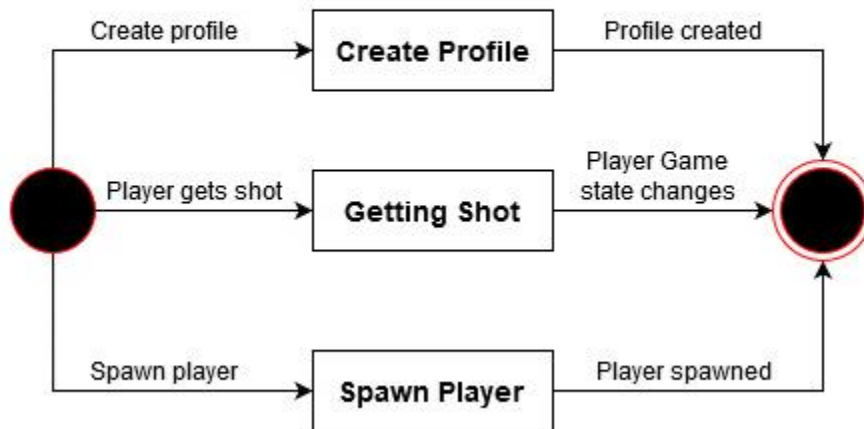 Create profile
Create Profile
Profile created
Player gets shot
Getting Shot
Player Game
state changes
Spawn player
Spawn Player
Player spawned